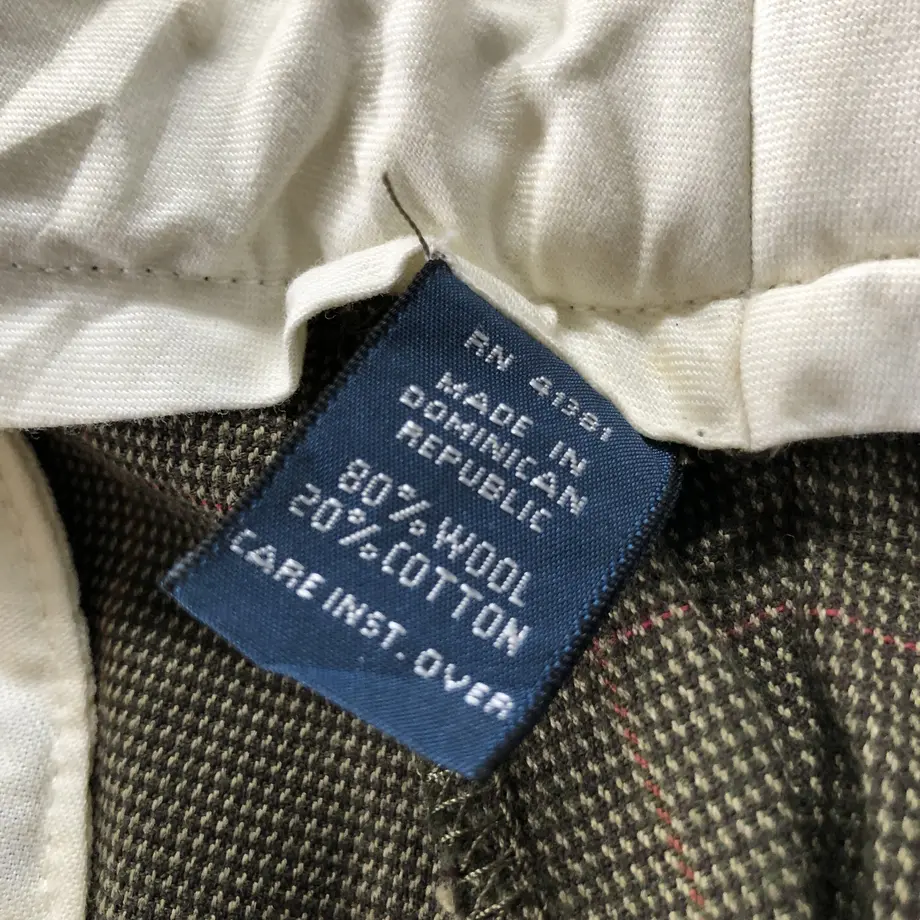 RN 41381
MADE IN
DOMINICAN
REPUBLIC
80% WOOL
20% COTTON
CARE INST. OVER